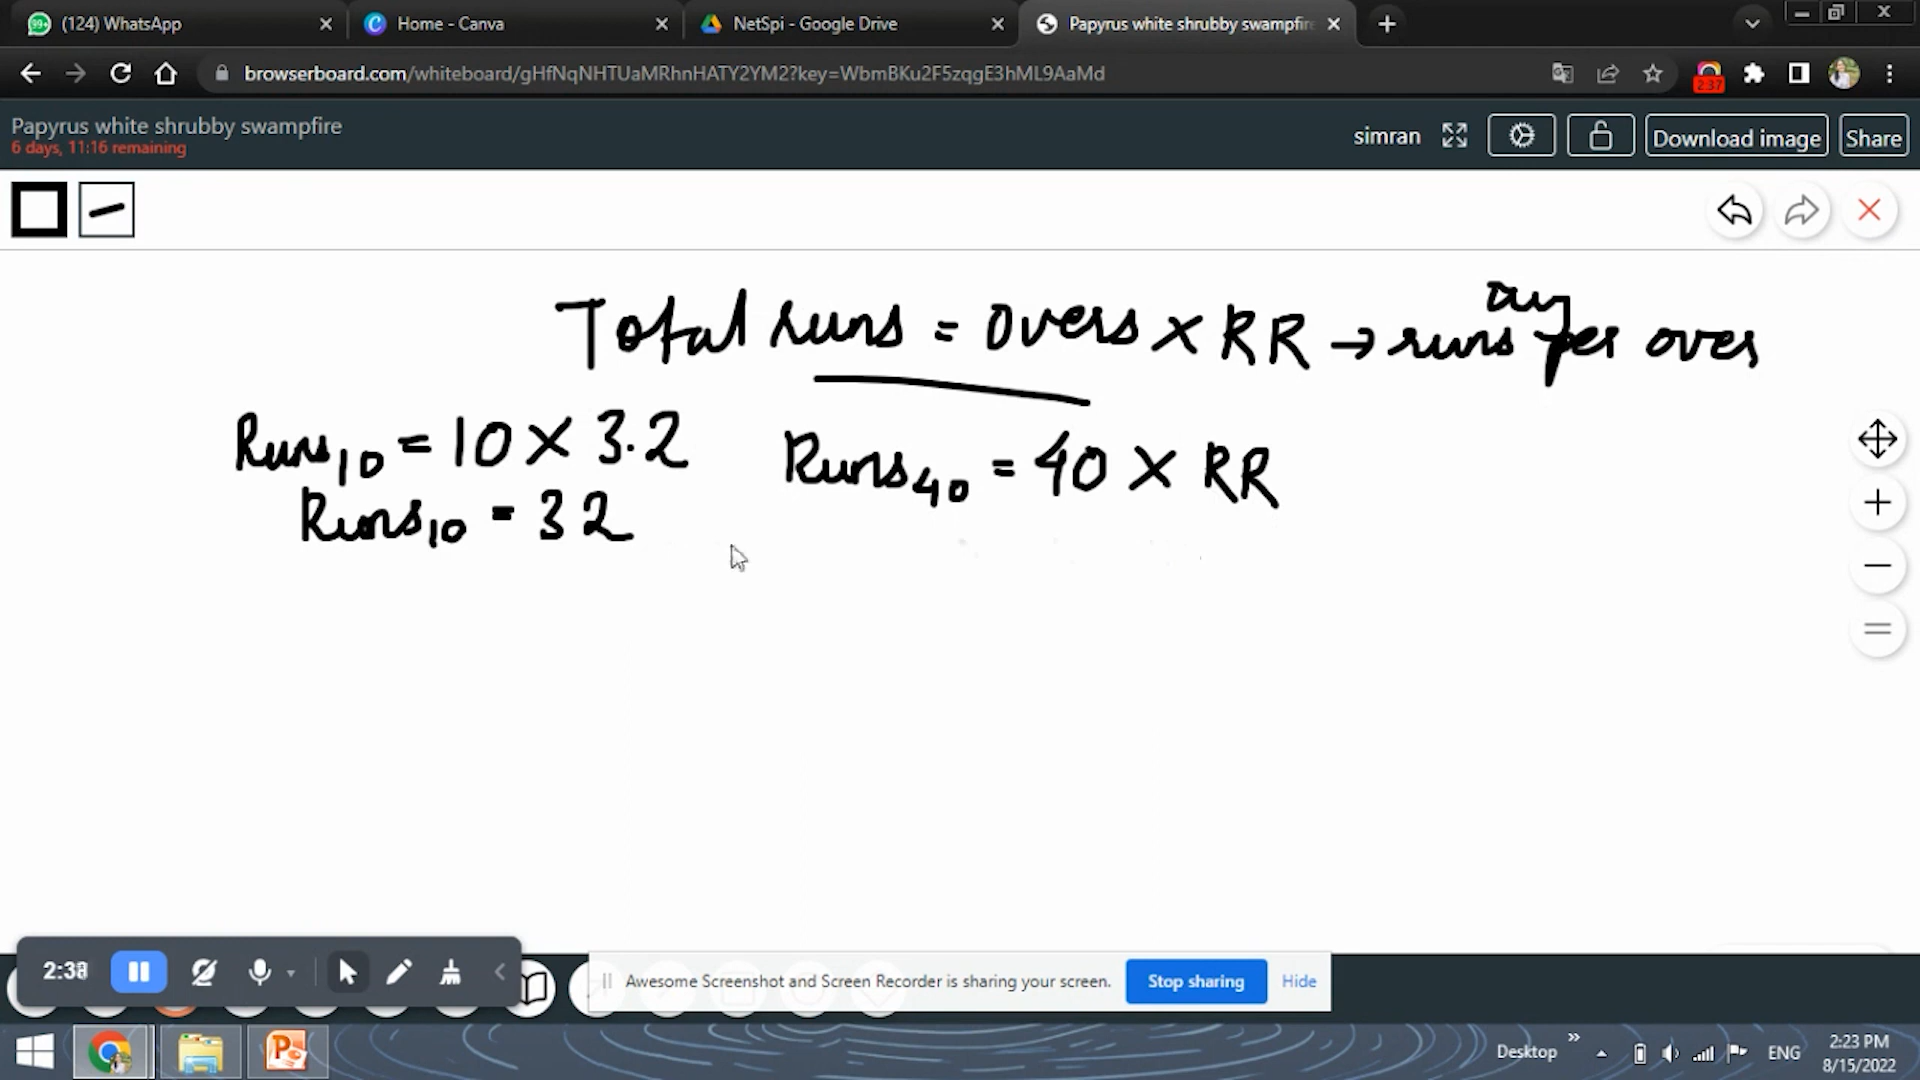 (124) WhatsApp
Home - Canva
NetSpi - Google Drive
Papyrus white shrubby swampfir
browserboard.com/whiteboard/gHfNqNHTUaMRhnHATY2YM2?key=WbmBKu2F5zqgE3hML9AaMd
2.37
Papyrus white shrubby swampfire
6 days, 11:16 remaining
simran
Download image
Share
Total runs = overs × RR → runs per over
Runs10 = 10 × 3.2
Runs40 = 40 × RR
Runs10 = 32
2:38
Awesome Screenshot and Screen Recorder is sharing your screen.
Stop sharing
Hide
Desktop
ENG
2:23 PM
8/15/2022